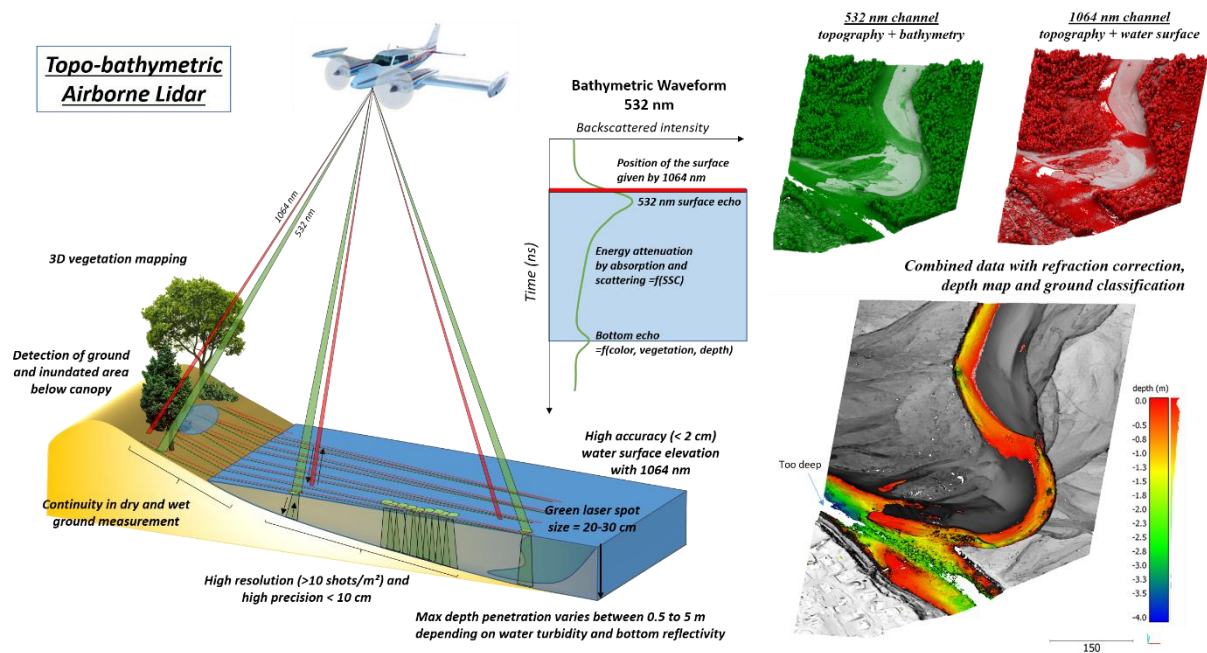 Topo-bathymetric
Airborne Lidar
1064 nm
532 nm
3D vegetation mapping
Detection of ground
and inundated area
below canopy
Continuity in dry and wet
ground measurement
High resolution (>10 shots/m²) and
high precision < 10 cm
Max depth penetration varies between 0.5 to 5 m
depending on water turbidity and bottom reflectivity
High accuracy (< 2 cm)
water surface elevation
with 1064 nm
Green laser spot
size = 20-30 cm
Bathymetric Waveform
532 nm
Backscattered intensity
Time (ns)
Position of the surface
given by 1064 nm
532 nm surface echo
Energy attenuation
by absorption and
scattering =f(SSC)
Bottom echo
=f(color, vegetation, depth)
532 nm channel
topography + bathymetry
1064 nm channel
topography + water surface
Combined data with refraction correction,
depth map and ground classification
Too deep
depth (m)
0.0
-0.5
-1.0
-1.3
-1.5
-1.8
-2.0
-2.3
-2.5
-2.8
-3.0
-3.3
-3.5
-4.0
150